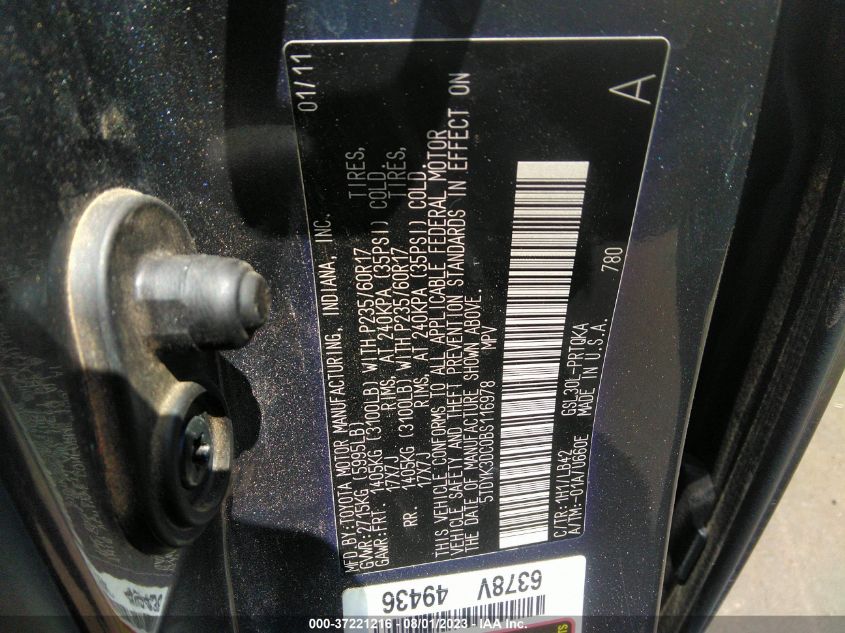 MFD.BY:TOYOTA MOTOR MANUFACTURING, INDIANA, INC. 01/11
GVWR:2715KG (5995LB)
GAWR:FRT. 1405KG (3100LB) WITH P235/60R17 TIRES,
17X7J RIMS, AT 240KPA (35PSI) COLD
RR. 1405KG (3100LB) WITH P235/60R17 TIRES,
17X7J RIMS, AT 240KPA (35PSI) COLD.
THIS VEHICLE CONFORMS TO ALL APPLICABLE FEDERAL MOTOR
VEHICLE SAFETY AND THEFT PREVENTION STANDARDS IN EFFECT ON
THE DATE OF MANUFACTURE SHOWN ABOVE.
5TDYK3DC0BS116978 MPV
C/TR:1H1/LB42 GSL30L-PRTQKA 780
A/TM:-01A/U660E MADE IN U.S.A.
A
49436
6378V
000-37221216 - 08/01/2023 - IAA Inc.